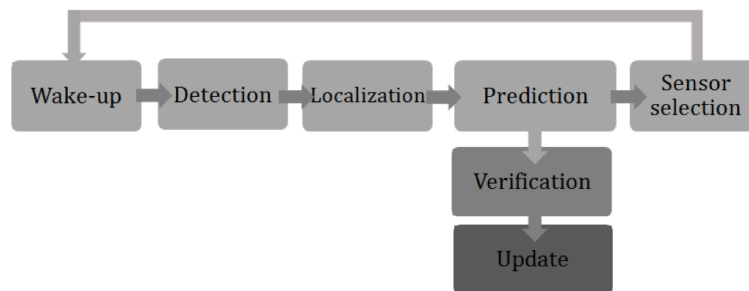 Wake-up
Detection
Localization
Prediction
Sensor
selection
Verification
Update